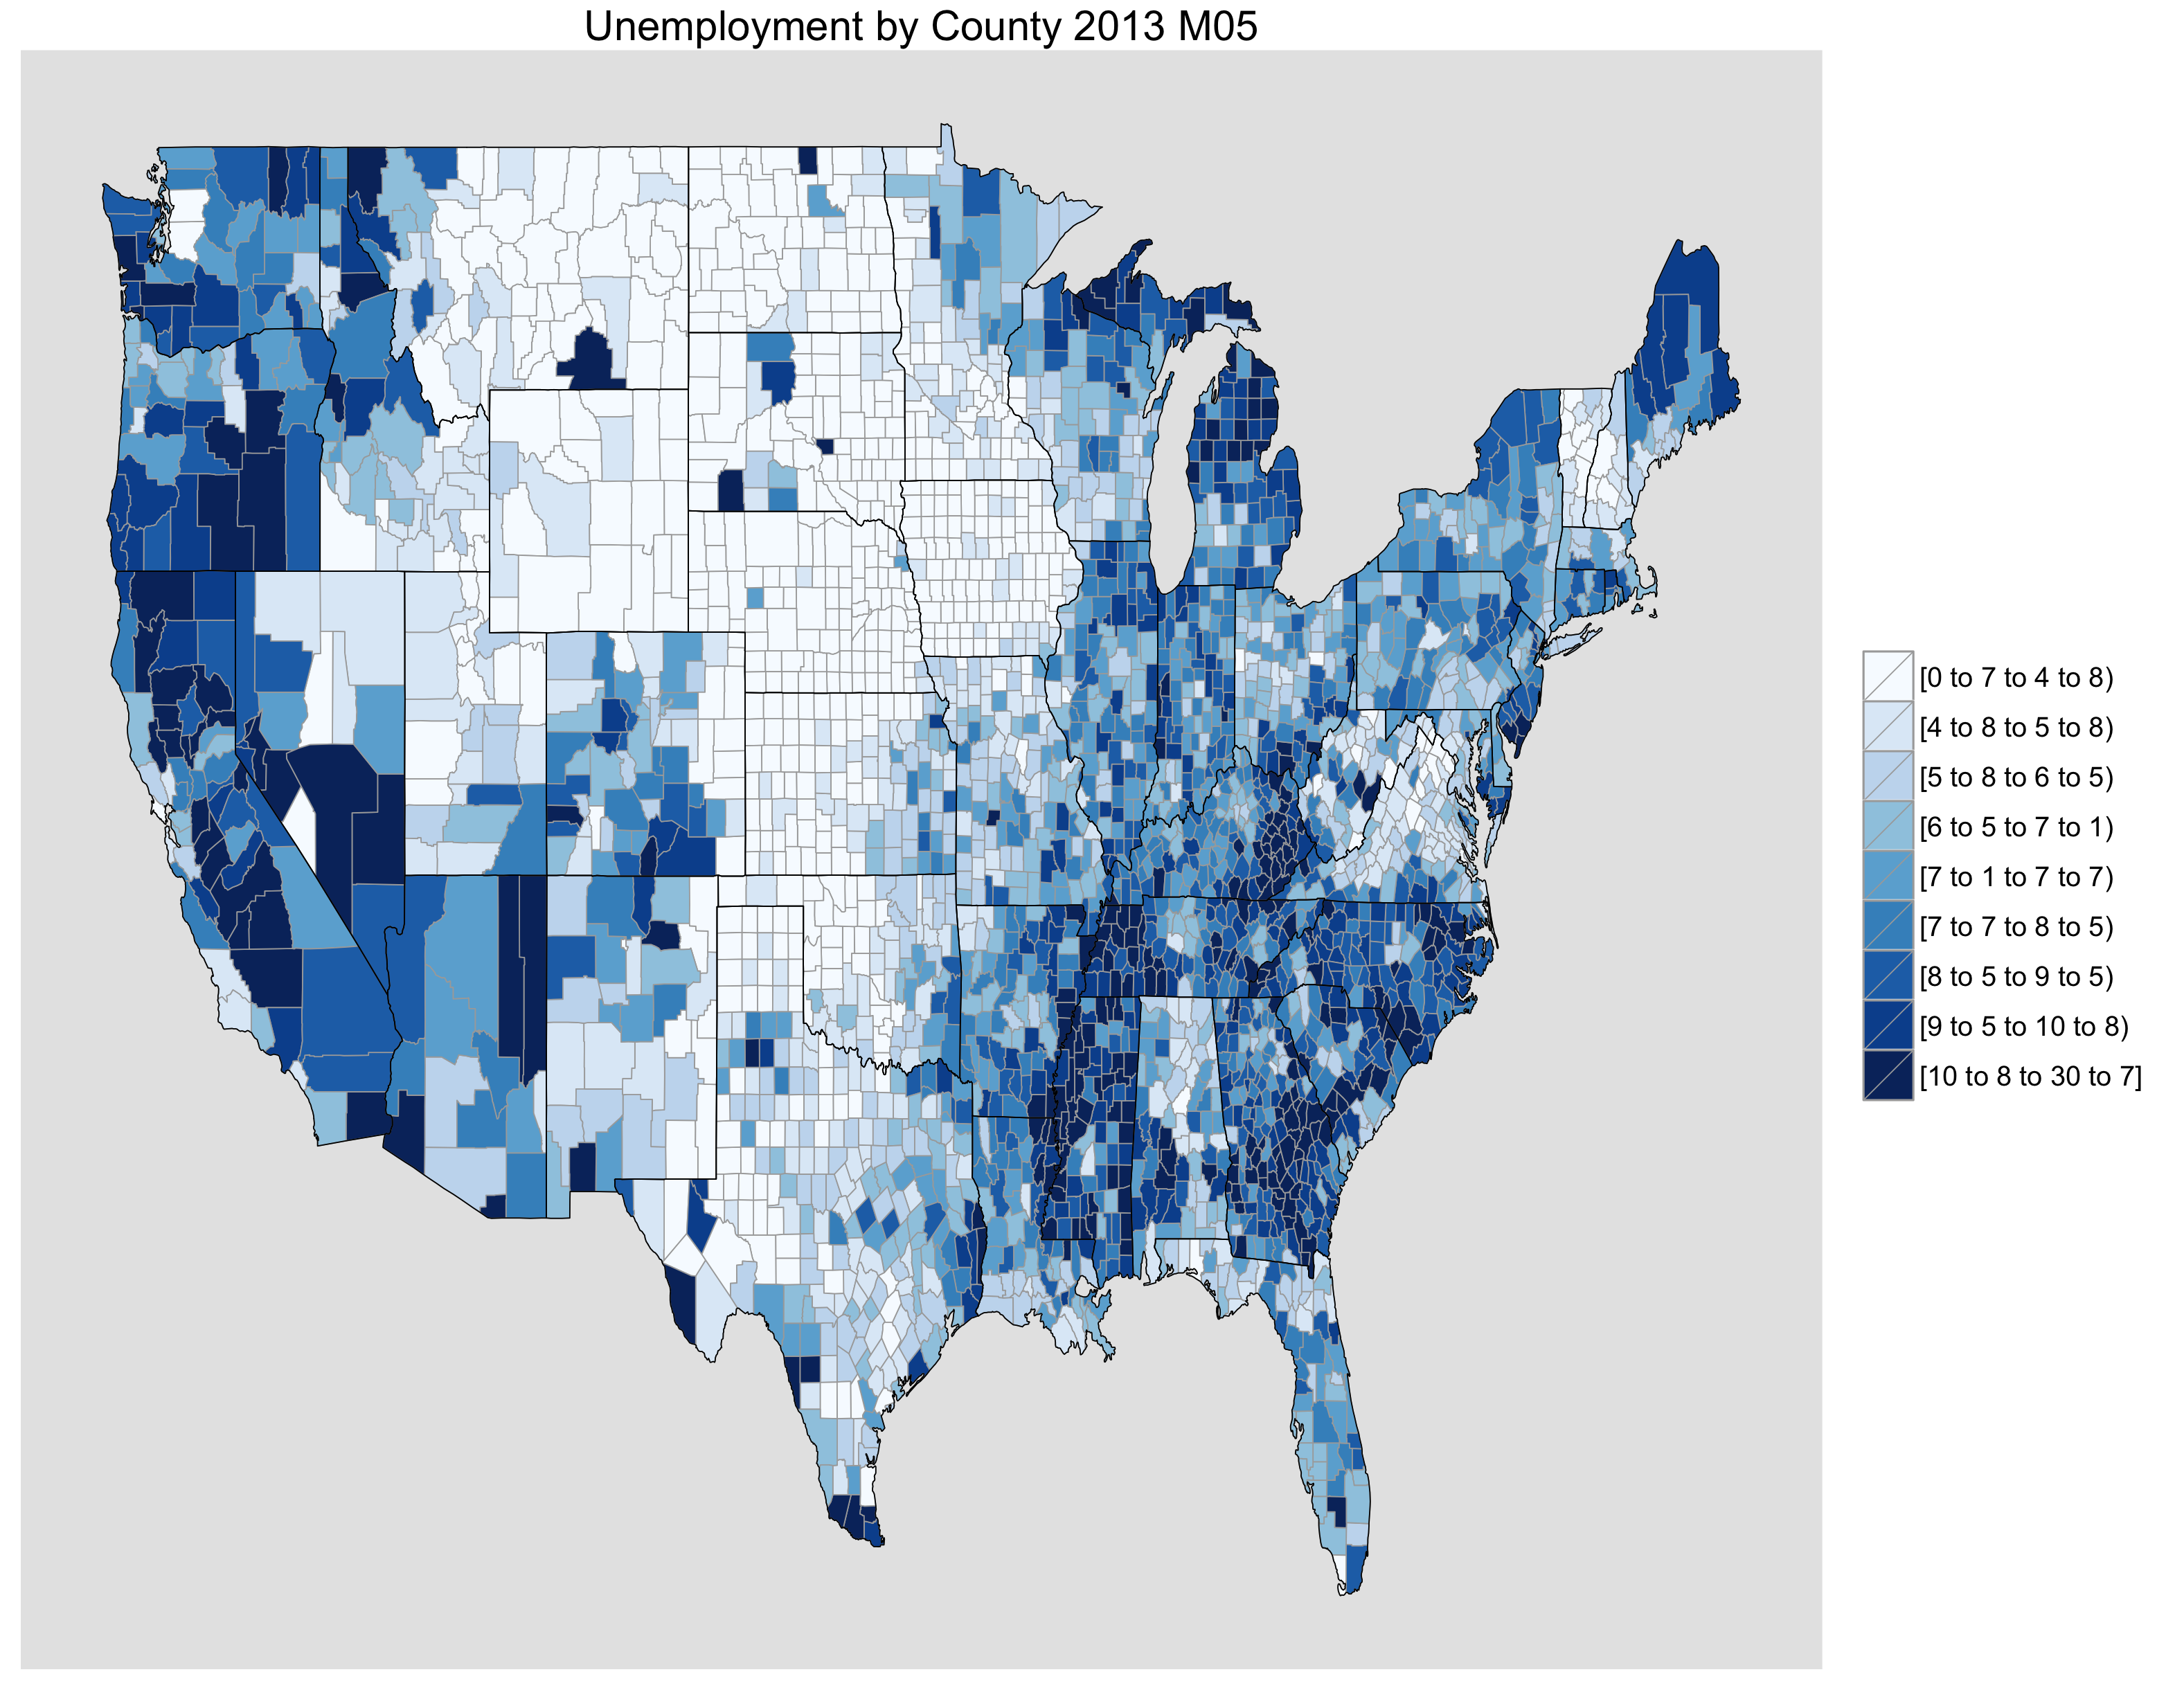 Unemployment by County 2013 M05
[0 to 7 to 4 to 8)
[4 to 8 to 5 to 8)
[5 to 8 to 6 to 5)
[6 to 5 to 7 to 1)
[7 to 1 to 7 to 7)
[7 to 7 to 8 to 5)
[8 to 5 to 9 to 5)
[9 to 5 to 10 to 8)
[10 to 8 to 30 to 7]